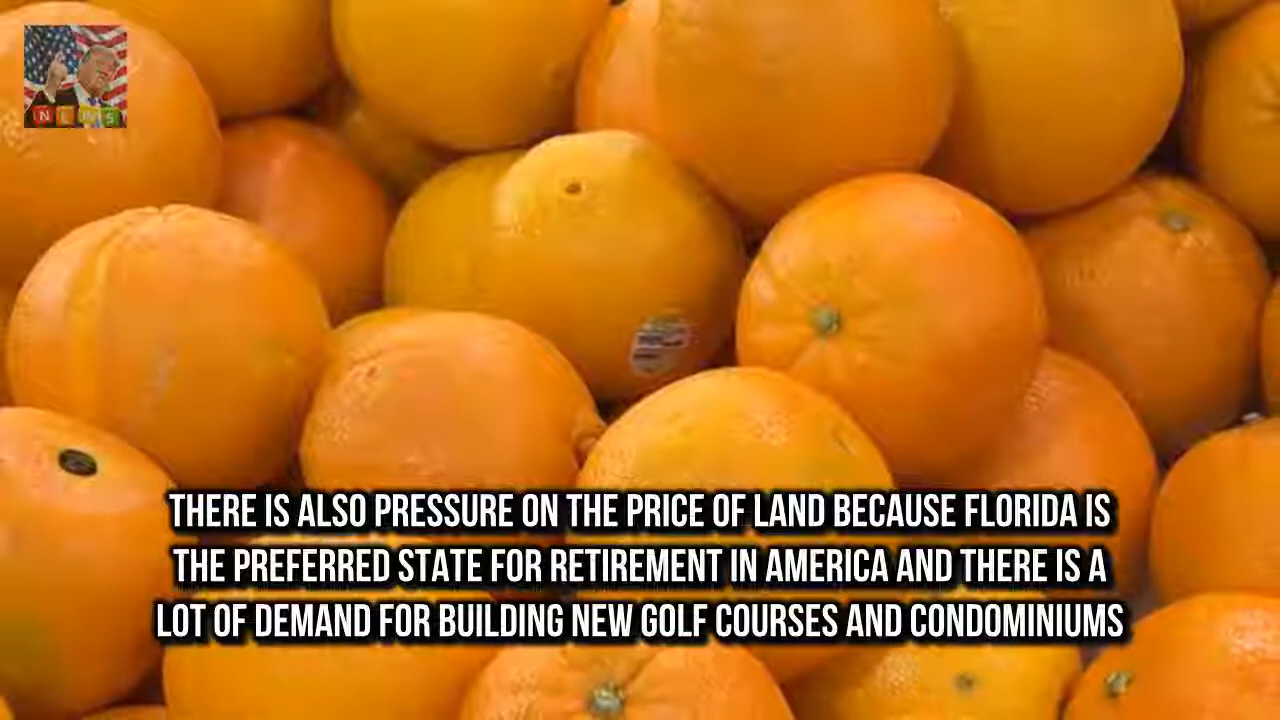 NEWS
THERE IS ALSO PRESSURE ON THE PRICE OF LAND BECAUSE FLORIDA IS
THE PREFERRED STATE FOR RETIREMENT IN AMERICA AND THERE IS A
LOT OF DEMAND FOR BUILDING NEW GOLF COURSES AND CONDOMINIUMS